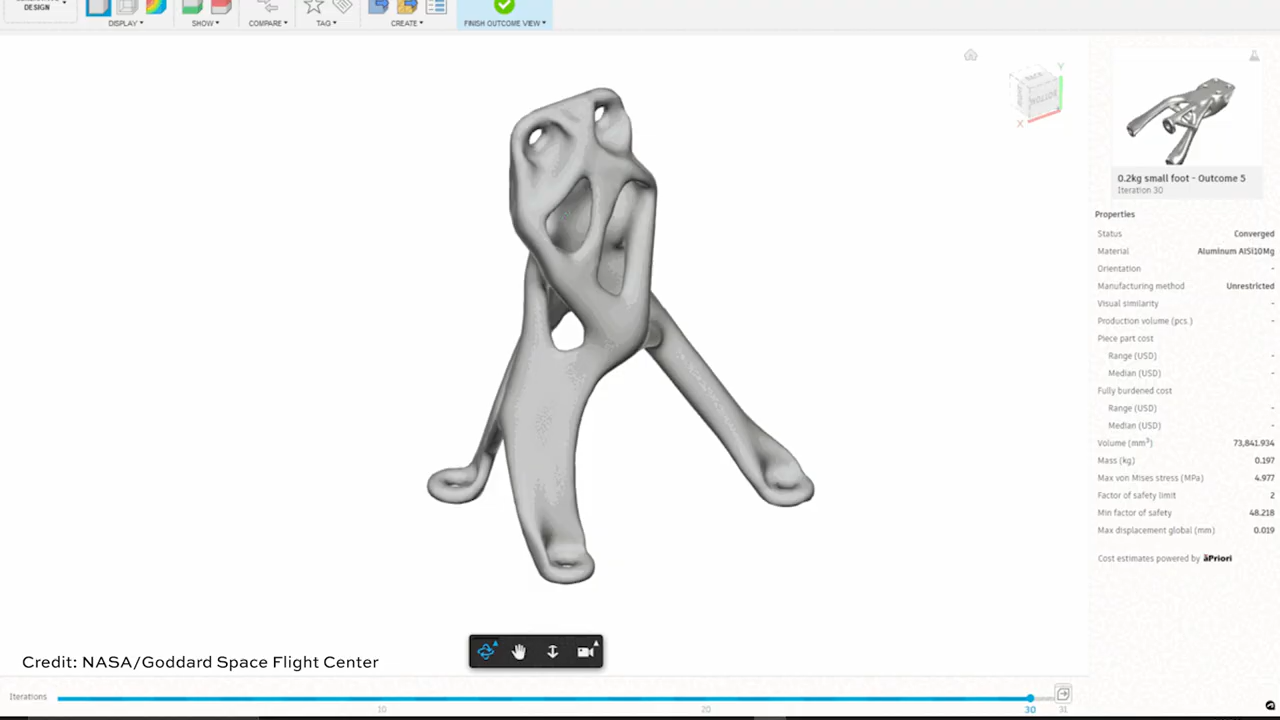 DESIGN
DISPLAY
SHOW
COMPARE
TAG
CREATE
FINISH OUTCOME VIEW
Y
BACK
BOTTOM
X
0.2kg small foot - Outcome 5
Iteration 30
Properties
Status Converged
Material Aluminum AlSi10Mg
Orientation -
Manufacturing method Unrestricted
Visual similarity -
Production volume (pcs.) -
Piece part cost
Range (USD) -
Median (USD) -
Fully burdened cost
Range (USD) -
Median (USD) -
Volume (mm³) 73,841.934
Mass (kg) 0.197
Max von Mises stress (MPa) 4.977
Factor of safety limit 2
Min factor of safety 48.218
Max displacement global (mm) 0.019
Cost estimates powered by aPriori
Credit: NASA/Goddard Space Flight Center
Iterations
10 20 30 31